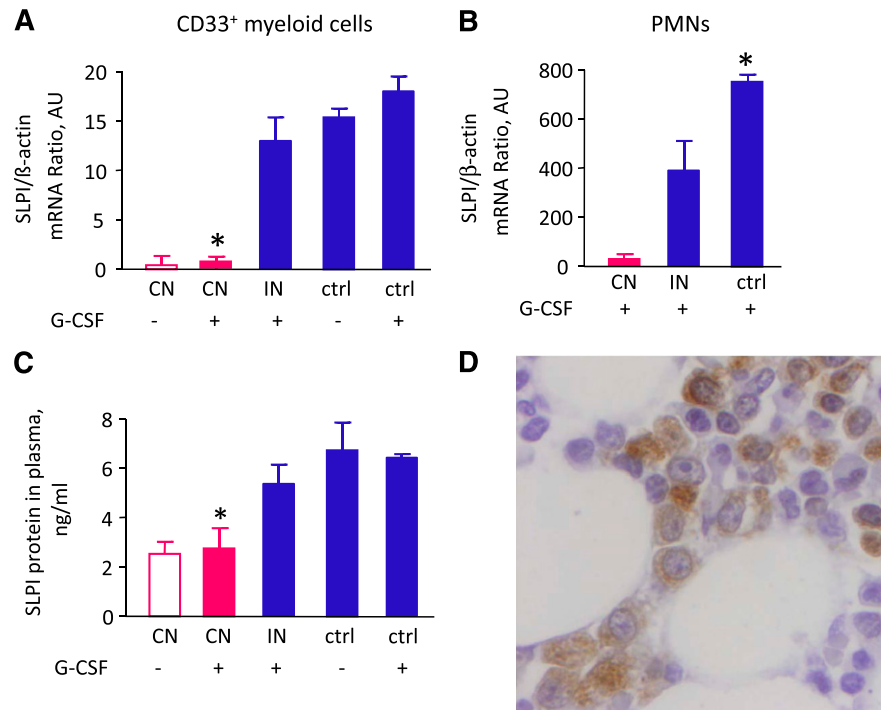 A
CD33⁺ myeloid cells
SLPI/ß-actin
mRNA Ratio, AU
20
15
10
5
0
*
CN CN IN ctrl ctrl
G-CSF - + + - +
B
PMNs
SLPI/β-actin
mRNA Ratio, AU
800
600
400
200
0
*
CN IN ctrl
G-CSF + + +
C
SLPI protein in plasma,
ng/ml
8
6
4
2
0
*
CN CN IN ctrl ctrl
G-CSF - + + - +
D